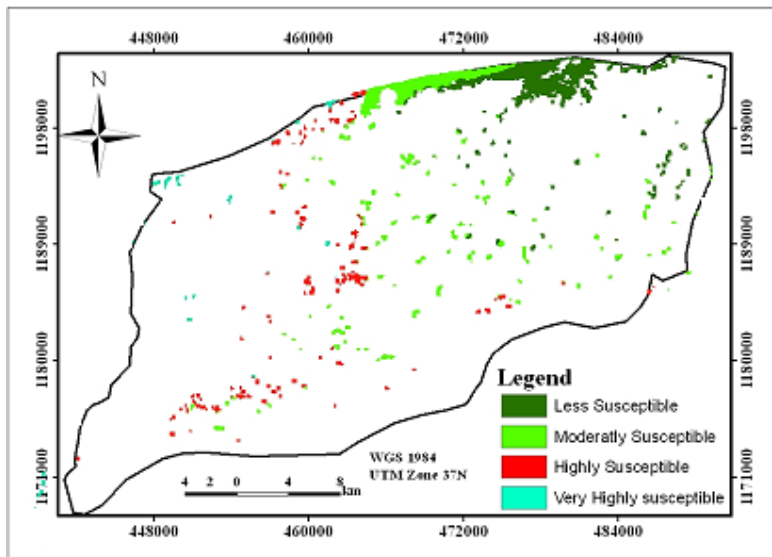 448000 460000 472000 484000
N
1198000 1198000
1189000 1189000
1180000 1180000
1171000 1171000
Legend
Less Susceptible
Moderatly Susceptible
Highly Susceptible
Very Highly susceptible
WGS 1984
UTM Zone 37N
4 2 0 4 8
km
448000 460000 472000 484000